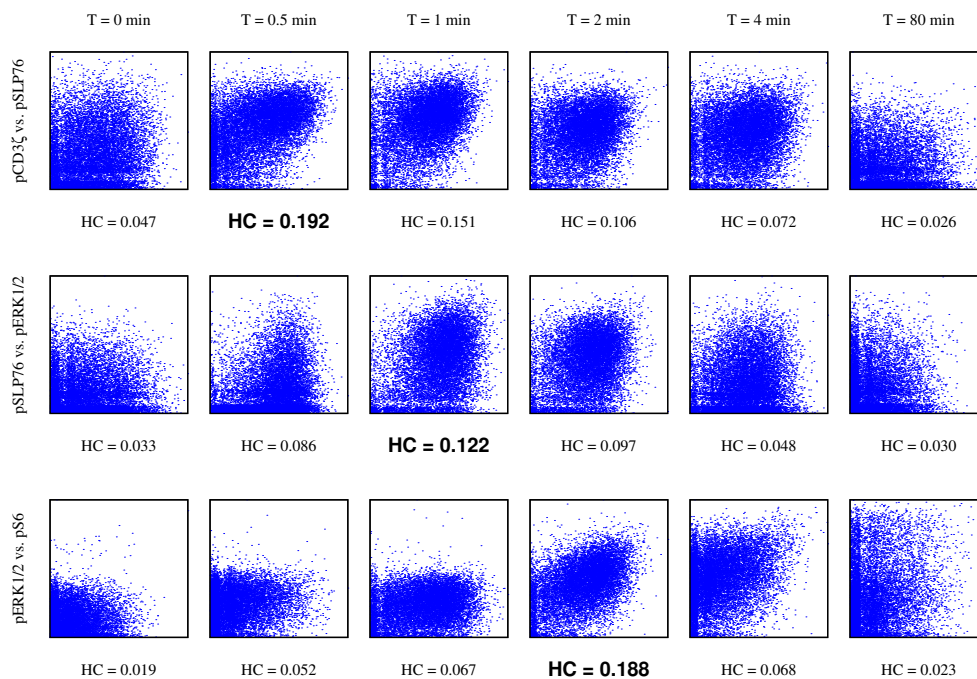 T = 0 min T = 0.5 min T = 1 min T = 2 min T = 4 min T = 80 min
pCD3ζ vs. pSLP76
HC = 0.047 HC = 0.192 HC = 0.151 HC = 0.106 HC = 0.072 HC = 0.026
pSLP76 vs. pERK1/2
HC = 0.033 HC = 0.086 HC = 0.122 HC = 0.097 HC = 0.048 HC = 0.030
pERK1/2 vs. pS6
HC = 0.019 HC = 0.052 HC = 0.067 HC = 0.188 HC = 0.068 HC = 0.023